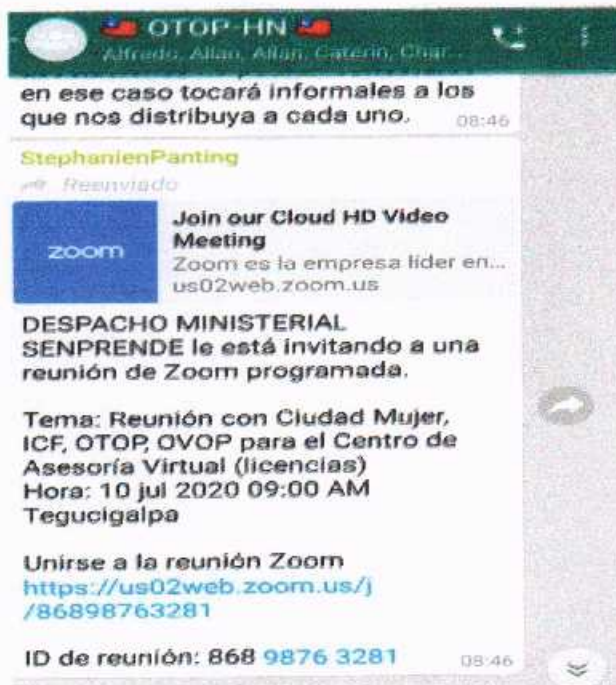 OTOP-HN
Alfredo, Allan, Allan, Caterin, Char...
en ese caso tocará informales a los
que nos distribuya a cada uno. 08:46
StephanienPanting
Reenviado
zoom
Join our Cloud HD Video
Meeting
Zoom es la empresa líder en...
us02web.zoom.us
DESPACHO MINISTERIAL
SENPRENDE le está invitando a una
reunión de Zoom programada.
Tema: Reunión con Ciudad Mujer,
ICF, OTOP, OVOP para el Centro de
Asesoría Virtual (licencias)
Hora: 10 jul 2020 09:00 AM
Tegucigalpa
Unirse a la reunión Zoom
https://us02web.zoom.us/j
/86898763281
ID de reunión: 868 9876 3281 08:46